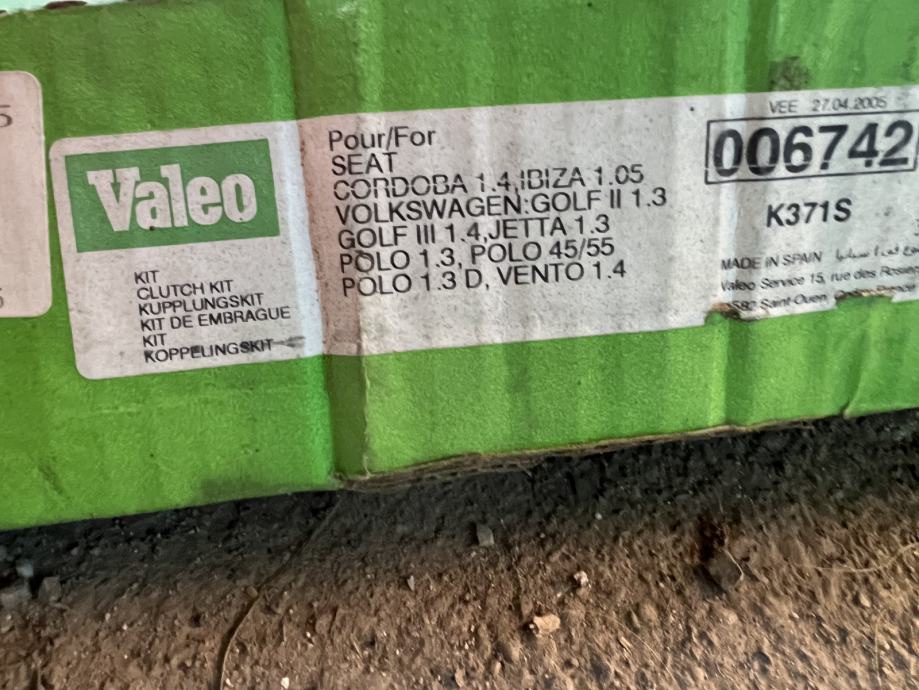 5
Valeo
KIT
CLUTCH KIT
KUPPLUNGSKIT
KIT DE EMBRAGUE
KIT
KOPPELINGSKIT
Pour/For
SEAT
CORDOBA 1.4,IBIZA 1.05
VOLKSWAGEN:GOLF II 1.3
GOLF III 1.4,JETTA 1.3
POLO 1.3, POLO 45/55
POLO 1.3 D, VENTO 1.4
VEE 27.04.2005
006742
K371S
MADE IN SPAIN
Valeo Service 15, rue des
Saint-Ouen